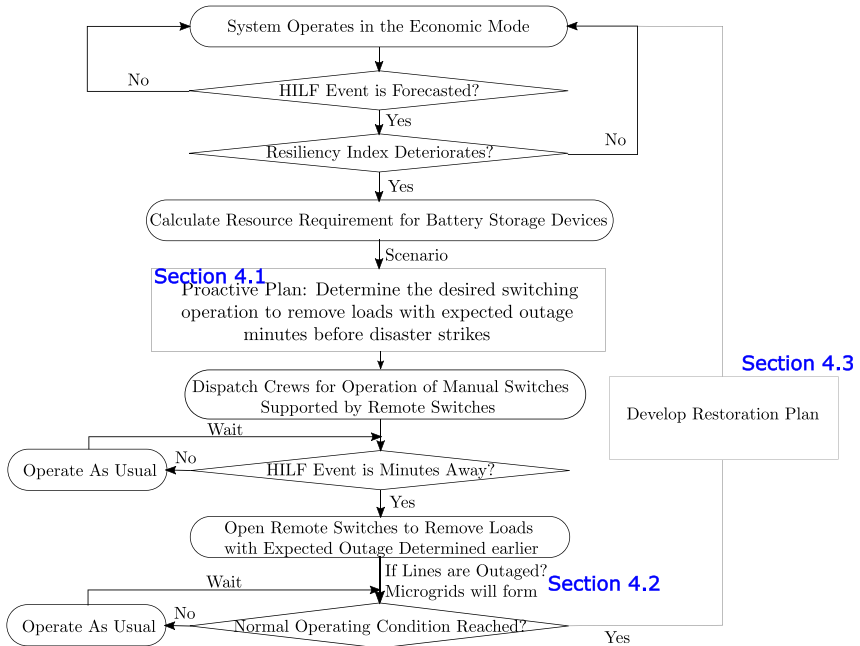 System Operates in the Economic Mode
No
HILF Event is Forecasted?
Yes
No
Resiliency Index Deteriorates?
Yes
Calculate Resource Requirement for Battery Storage Devices
Scenario
Section 4.1
Proactive Plan: Determine the desired switching
operation to remove loads with expected outage
minutes before disaster strikes
Section 4.3
Dispatch Crews for Operation of Manual Switches
Supported by Remote Switches
Develop Restoration Plan
Wait
No
Operate As Usual
HILF Event is Minutes Away?
Yes
Open Remote Switches to Remove Loads
with Expected Outage Determined earlier
If Lines are Outaged?
Microgrids will form
Section 4.2
Wait
No
Operate As Usual
Normal Operating Condition Reached?
Yes